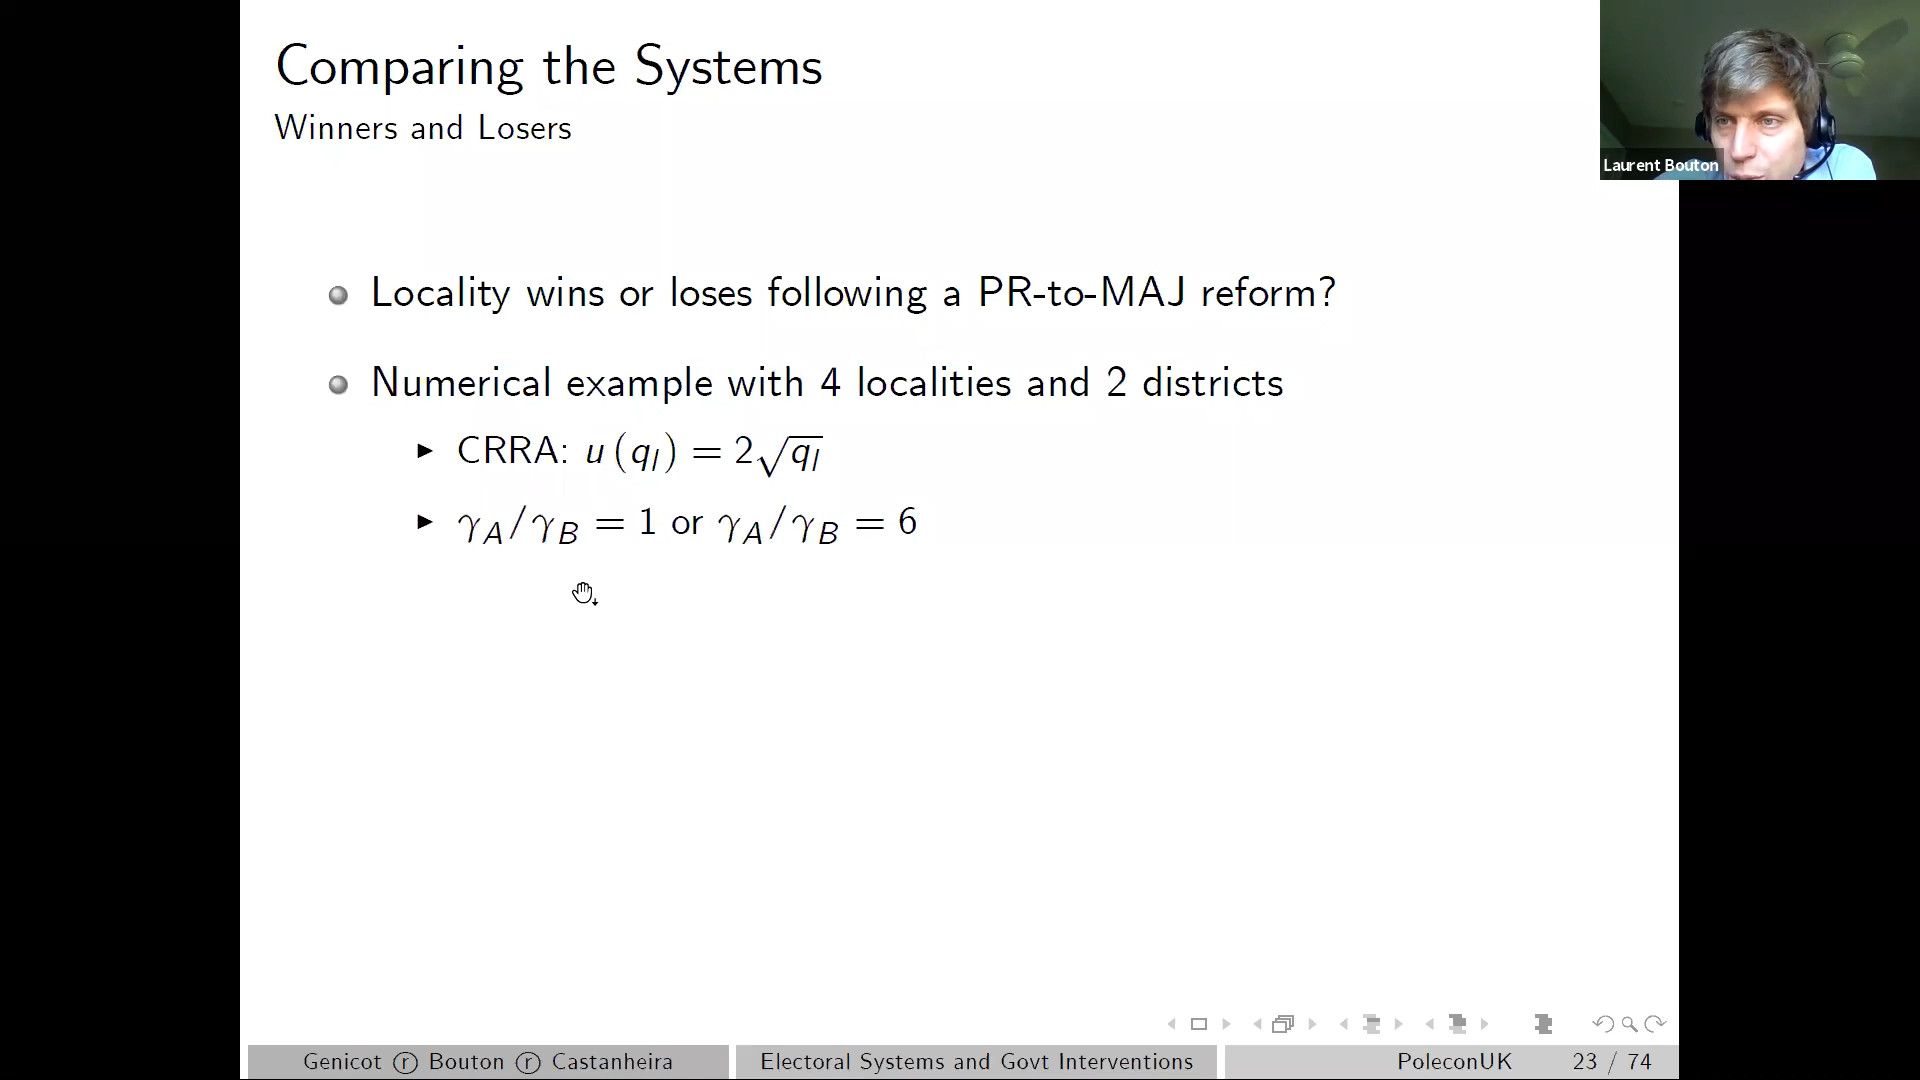 Comparing the Systems
Winners and Losers
Laurent Bouton
Locality wins or loses following a PR-to-MAJ reform?
Numerical example with 4 localities and 2 districts
▶ CRRA: u (q_l) = 2√q_l
▶ γ_A/γ_B = 1 or γ_A/γ_B = 6
Genicot ⓡ Bouton ⓡ Castanheira
Electoral Systems and Govt Interventions
PoleconUK
23 / 74